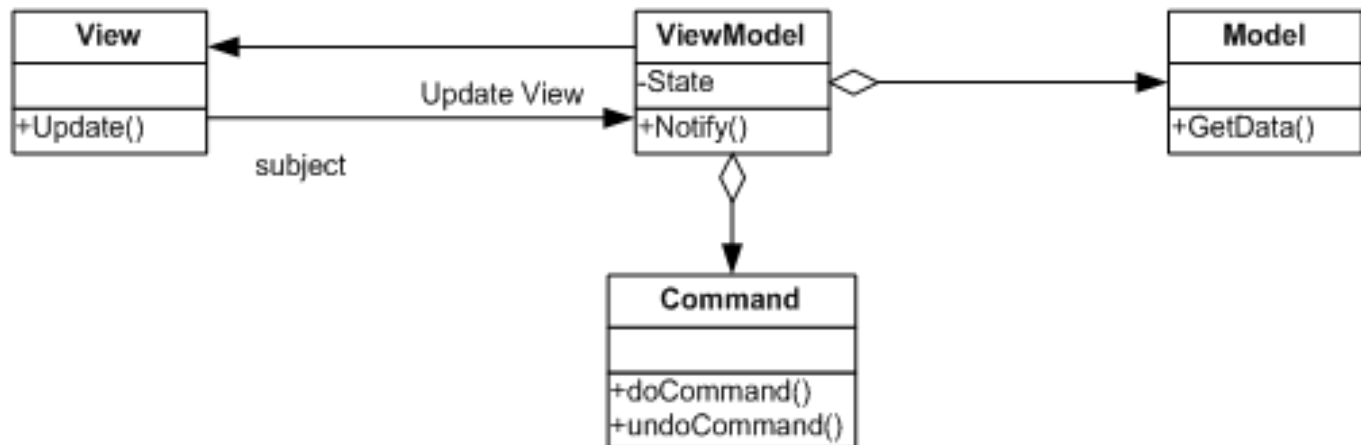 View
+Update()
Update View
subject
ViewModel
-State
+Notify()
Model
+GetData()
Command
+doCommand()
+undoCommand()